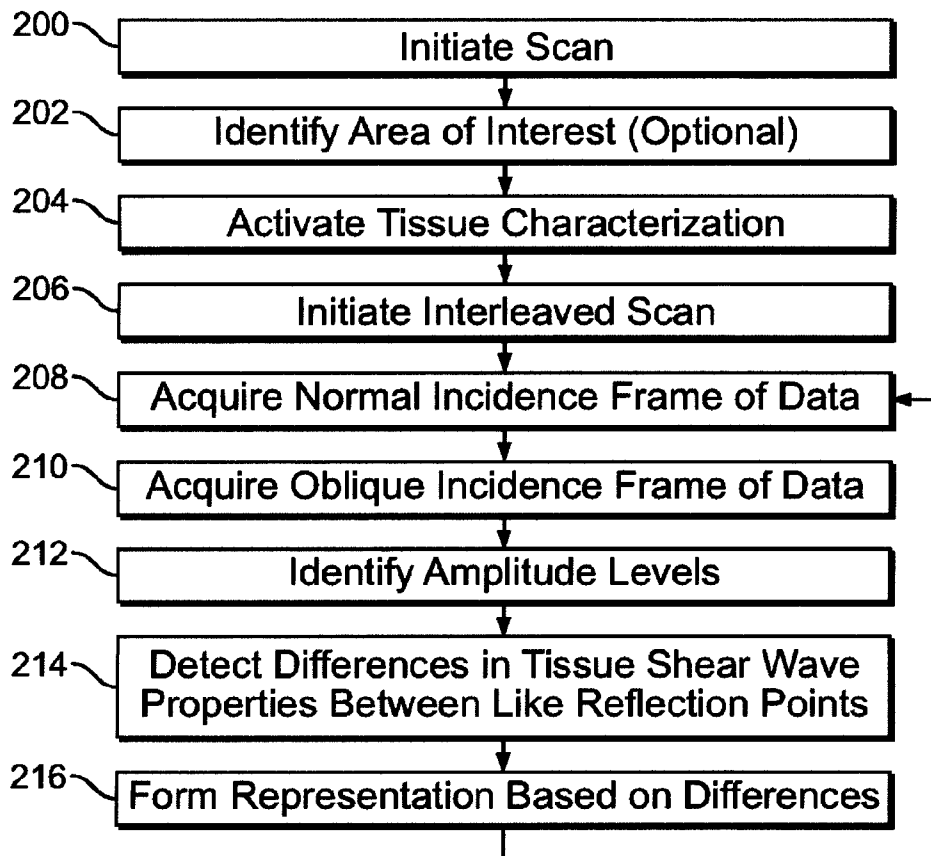 200
Initiate Scan
202
Identify Area of Interest (Optional)
204
Activate Tissue Characterization
206
Initiate Interleaved Scan
208
Acquire Normal Incidence Frame of Data
210
Acquire Oblique Incidence Frame of Data
212
Identify Amplitude Levels
214
Detect Differences in Tissue Shear Wave
Properties Between Like Reflection Points
216
Form Representation Based on Differences